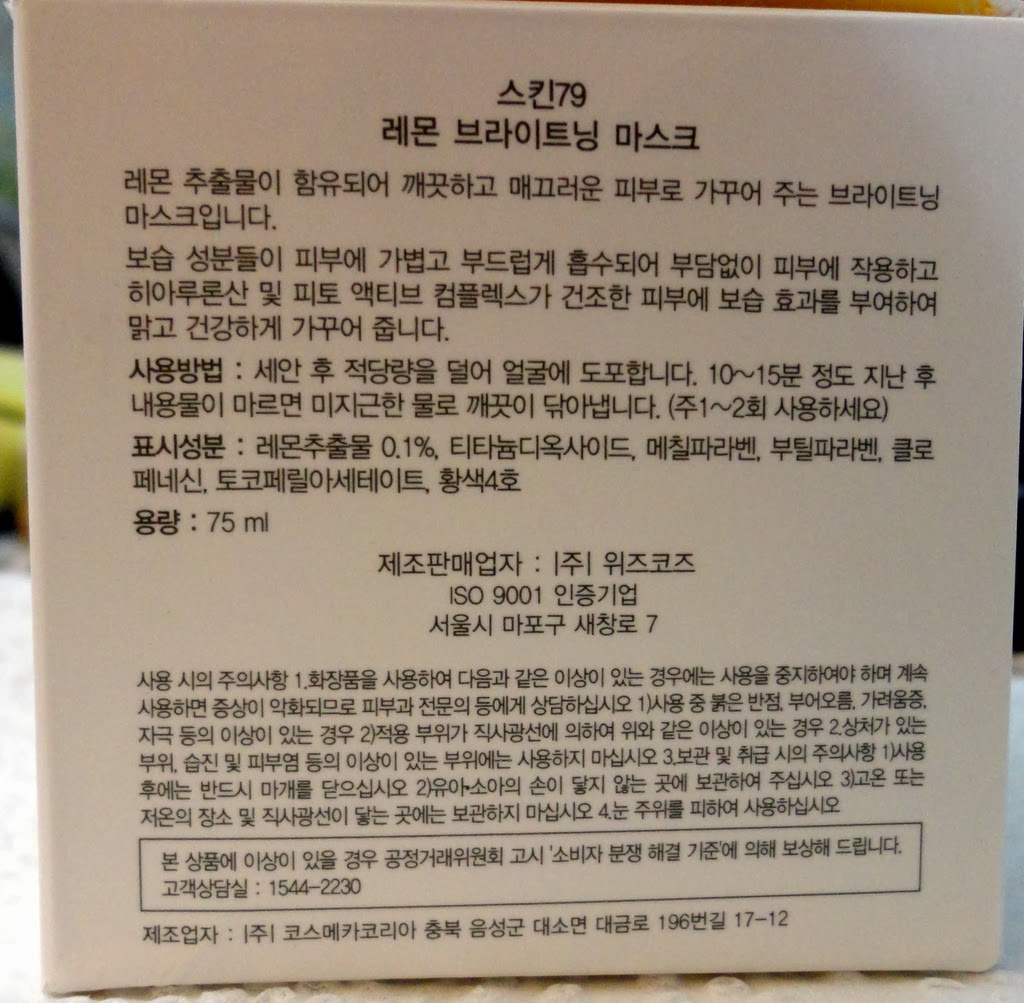 스킨79
레몬 브라이트닝 마스크
레몬 추출물이 함유되어 깨끗하고 매끄러운 피부로 가꾸어 주는 브라이트닝
마스크입니다.
보습 성분들이 피부에 가볍고 부드럽게 흡수되어 부담없이 피부에 작용하고
히아루론산 및 피토 액티브 컴플렉스가 건조한 피부에 보습 효과를 부여하여
맑고 건강하게 가꾸어 줍니다.
사용방법 : 세안 후 적당량을 덜어 얼굴에 도포합니다. 10~15분 정도 지난 후
내용물이 마르면 미지근한 물로 깨끗이 닦아냅니다. (주1~2회 사용하세요)
표시성분 : 레몬추출물 0.1%, 티타늄디옥사이드, 메칠파라벤, 부틸파라벤, 클로
페네신, 토코페릴아세테이트, 황색4호
용량 : 75 ml
제조판매업자 : |주| 위즈코즈
ISO 9001 인증기업
서울시 마포구 새창로 7
사용 시의 주의사항 1.화장품을 사용하여 다음과 같은 이상이 있는 경우에는 사용을 중지하여야 하며 계속
사용하면 증상이 악화되므로 피부과 전문의 등에게 상담하십시오 1)사용 중 붉은 반점, 부어오름, 가려움증,
자극 등의 이상이 있는 경우 2)적용 부위가 직사광선에 의하여 위와 같은 이상이 있는 경우 2.상처가 있는
부위, 습진 및 피부염 등의 이상이 있는 부위에는 사용하지 마십시오 3.보관 및 취급 시의 주의사항 1)사용
후에는 반드시 마개를 닫으십시오 2)유아•소아의 손이 닿지 않는 곳에 보관하여 주십시오 3)고온 또는
저온의 장소 및 직사광선이 닿는 곳에는 보관하지 마십시오 4.눈 주위를 피하여 사용하십시오
본 상품에 이상이 있을 경우 공정거래위원회 고시 '소비자 분쟁 해결 기준'에 의해 보상해 드립니다.
고객상담실 : 1544-2230
제조업자 : |주| 코스메카코리아 충북 음성군 대소면 대금로 196번길 17-12